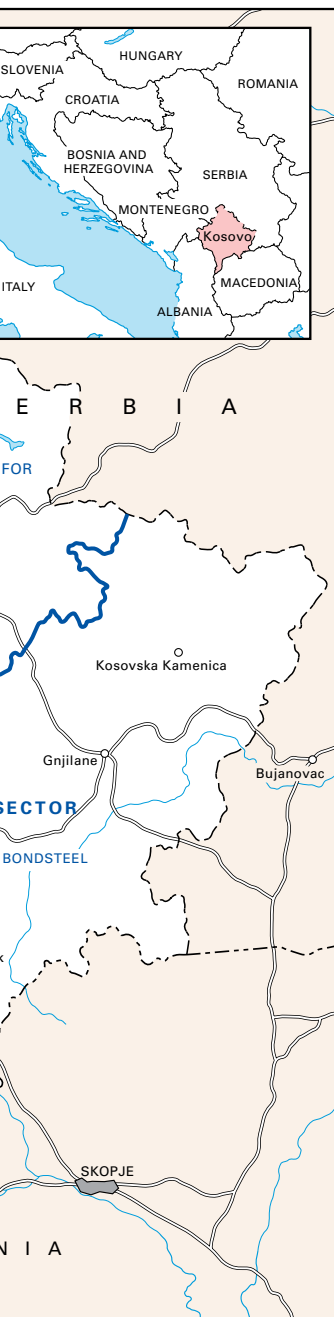 HUNGARY
SLOVENIA
ROMANIA
CROATIA
BOSNIA AND
HERZEGOVINA
SERBIA
MONTENEGRO
Kosovo
ITALY
MACEDONIA
ALBANIA
E R B I A
FOR
Kosovska Kamenica
Gnjilane
Bujanovac
SECTOR
BONDSTEEL
SKOPJE
N I A